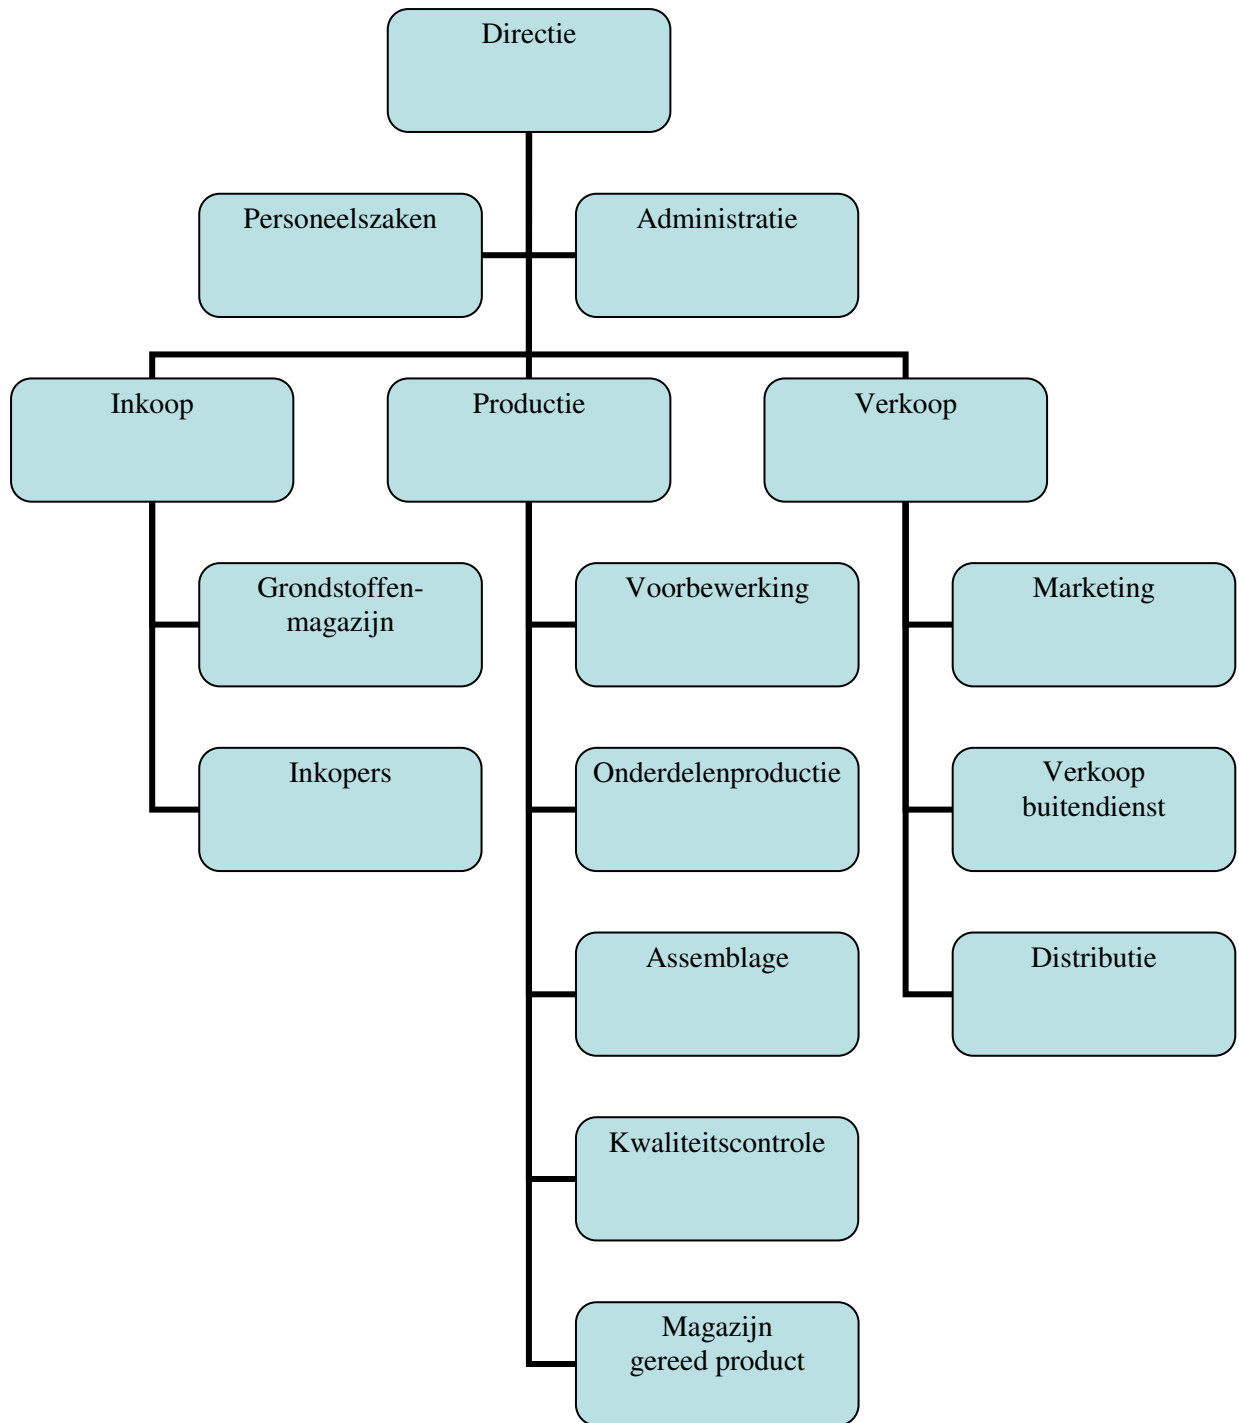 Directie
Personeelszaken
Administratie
Inkoop
Productie
Verkoop
Grondstoffen-
magazijn
Voorbewerking
Marketing
Inkopers
Onderdelenproductie
Verkoop
buitendienst
Assemblage
Distributie
Kwaliteitscontrole
Magazijn
gereed product